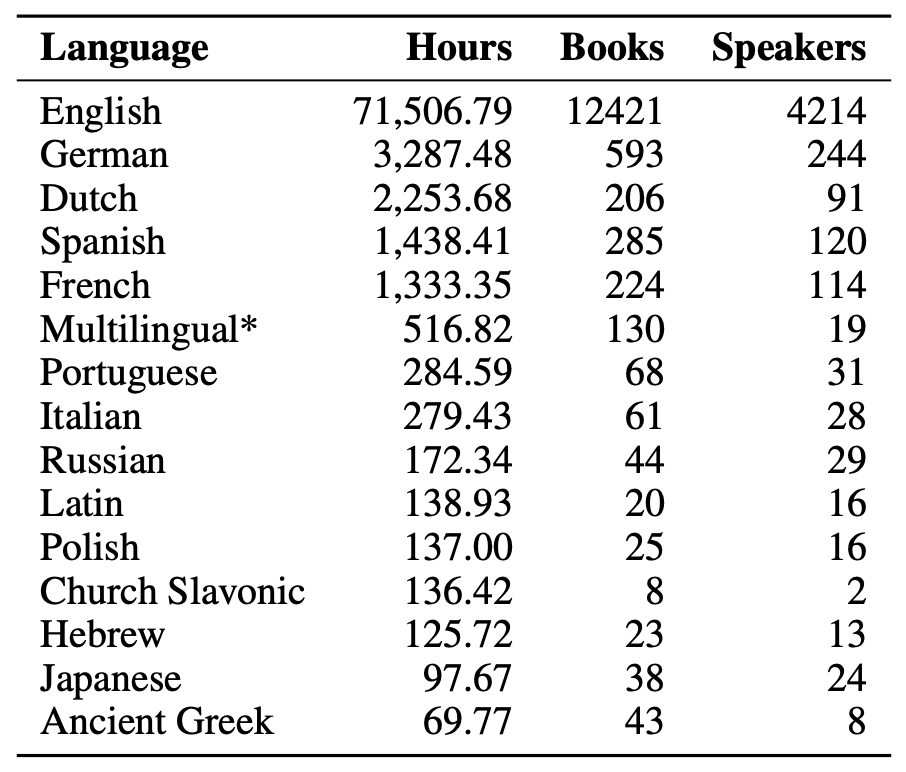 Language Hours Books Speakers
English 71,506.79 12421 4214
German 3,287.48 593 244
Dutch 2,253.68 206 91
Spanish 1,438.41 285 120
French 1,333.35 224 114
Multilingual* 516.82 130 19
Portuguese 284.59 68 31
Italian 279.43 61 28
Russian 172.34 44 29
Latin 138.93 20 16
Polish 137.00 25 16
Church Slavonic 136.42 8 2
Hebrew 125.72 23 13
Japanese 97.67 38 24
Ancient Greek 69.77 43 8